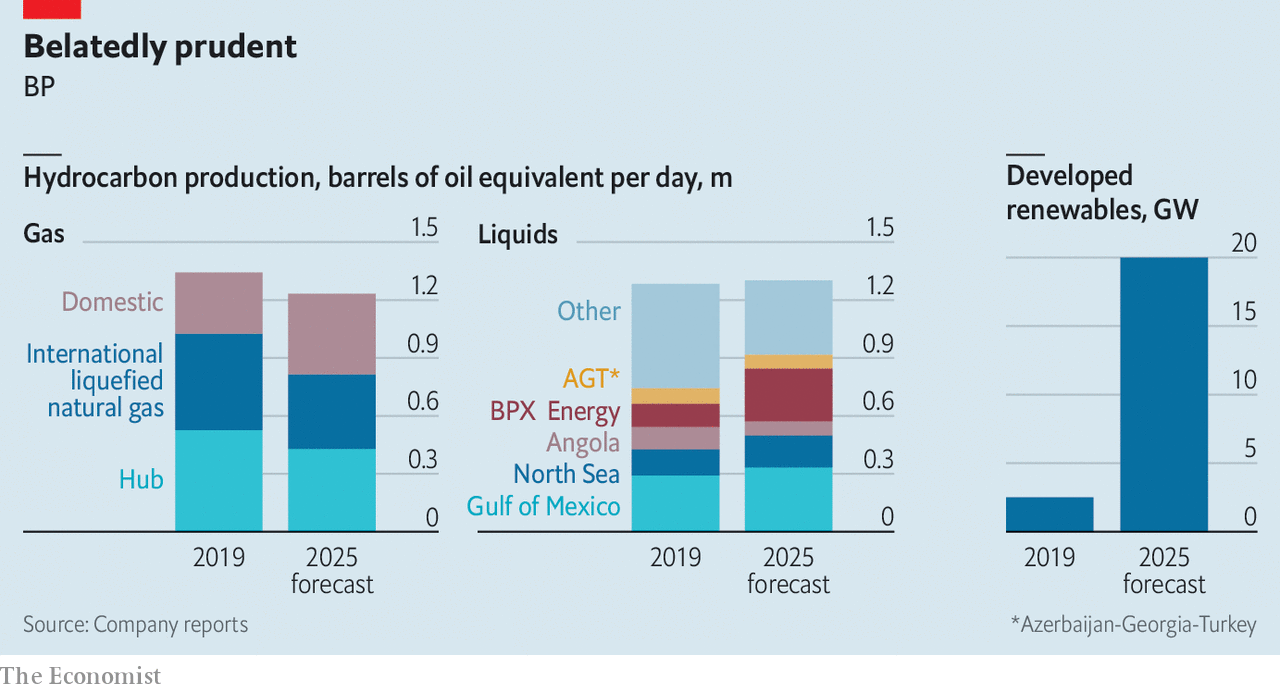 Belatedly prudent
BP
Hydrocarbon production, barrels of oil equivalent per day, m
Gas
1.5
1.2
0.9
0.6
0.3
0
Domestic
International
liquefied
natural gas
Hub
2019
2025
forecast
Liquids
1.5
1.2
0.9
0.6
0.3
0
Other
AGT*
BPX Energy
Angola
North Sea
Gulf of Mexico
2019
2025
forecast
Developed
renewables, GW
20
15
10
5
0
2019
2025
forecast
Source: Company reports
*Azerbaijan-Georgia-Turkey
The Economist